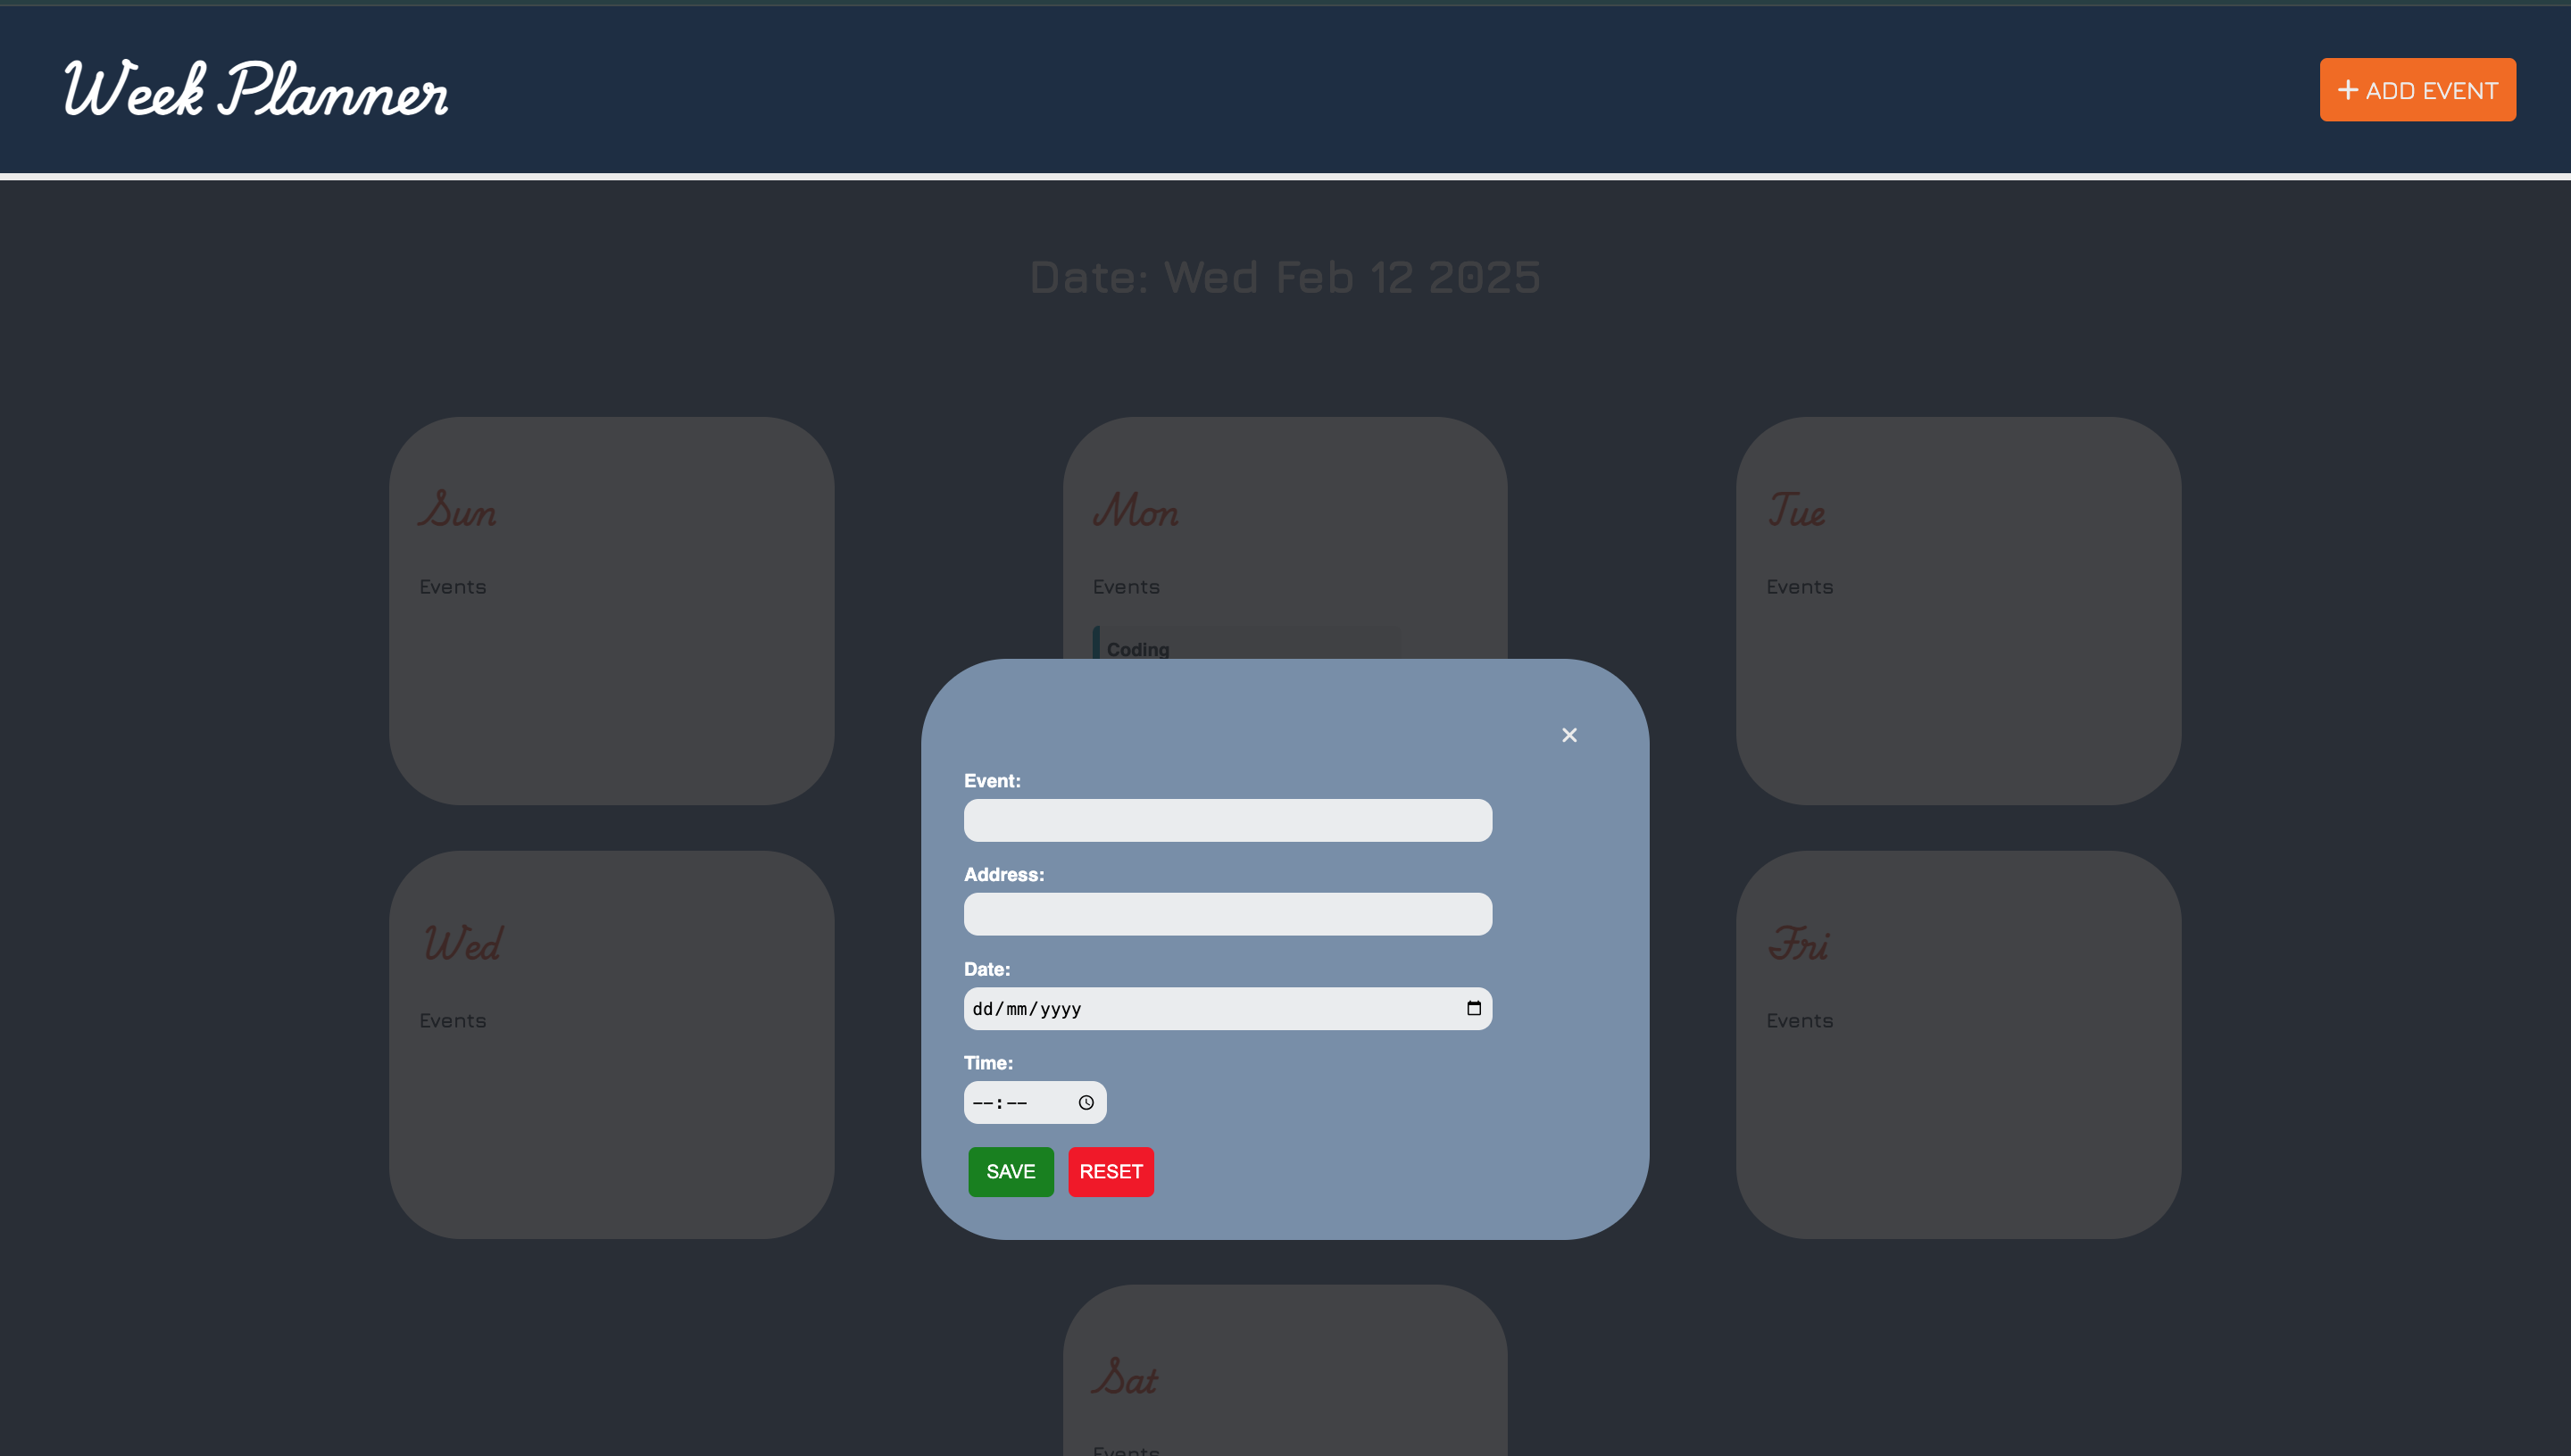 Week Planner
+ ADD EVENT
Date: Wed Feb 12 2025
Sun
Events
Mon
Events
Coding
Tue
Events
×
Event:
Address:
Date:
dd/mm/yyyy
Time:
--:--
SAVE RESET
Wed
Events
Fri
Events
Sat
Events